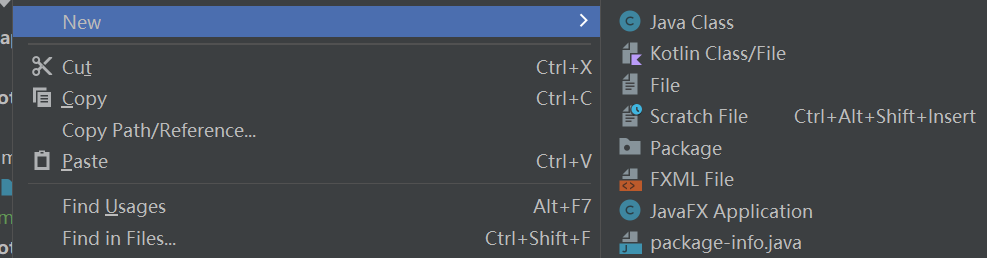 New
Cut Ctrl+X
Copy Ctrl+C
Copy Path/Reference...
Paste Ctrl+V
Find Usages Alt+F7
Find in Files... Ctrl+Shift+F
Java Class
Kotlin Class/File
File
Scratch File Ctrl+Alt+Shift+Insert
Package
FXML File
JavaFX Application
package-info.java